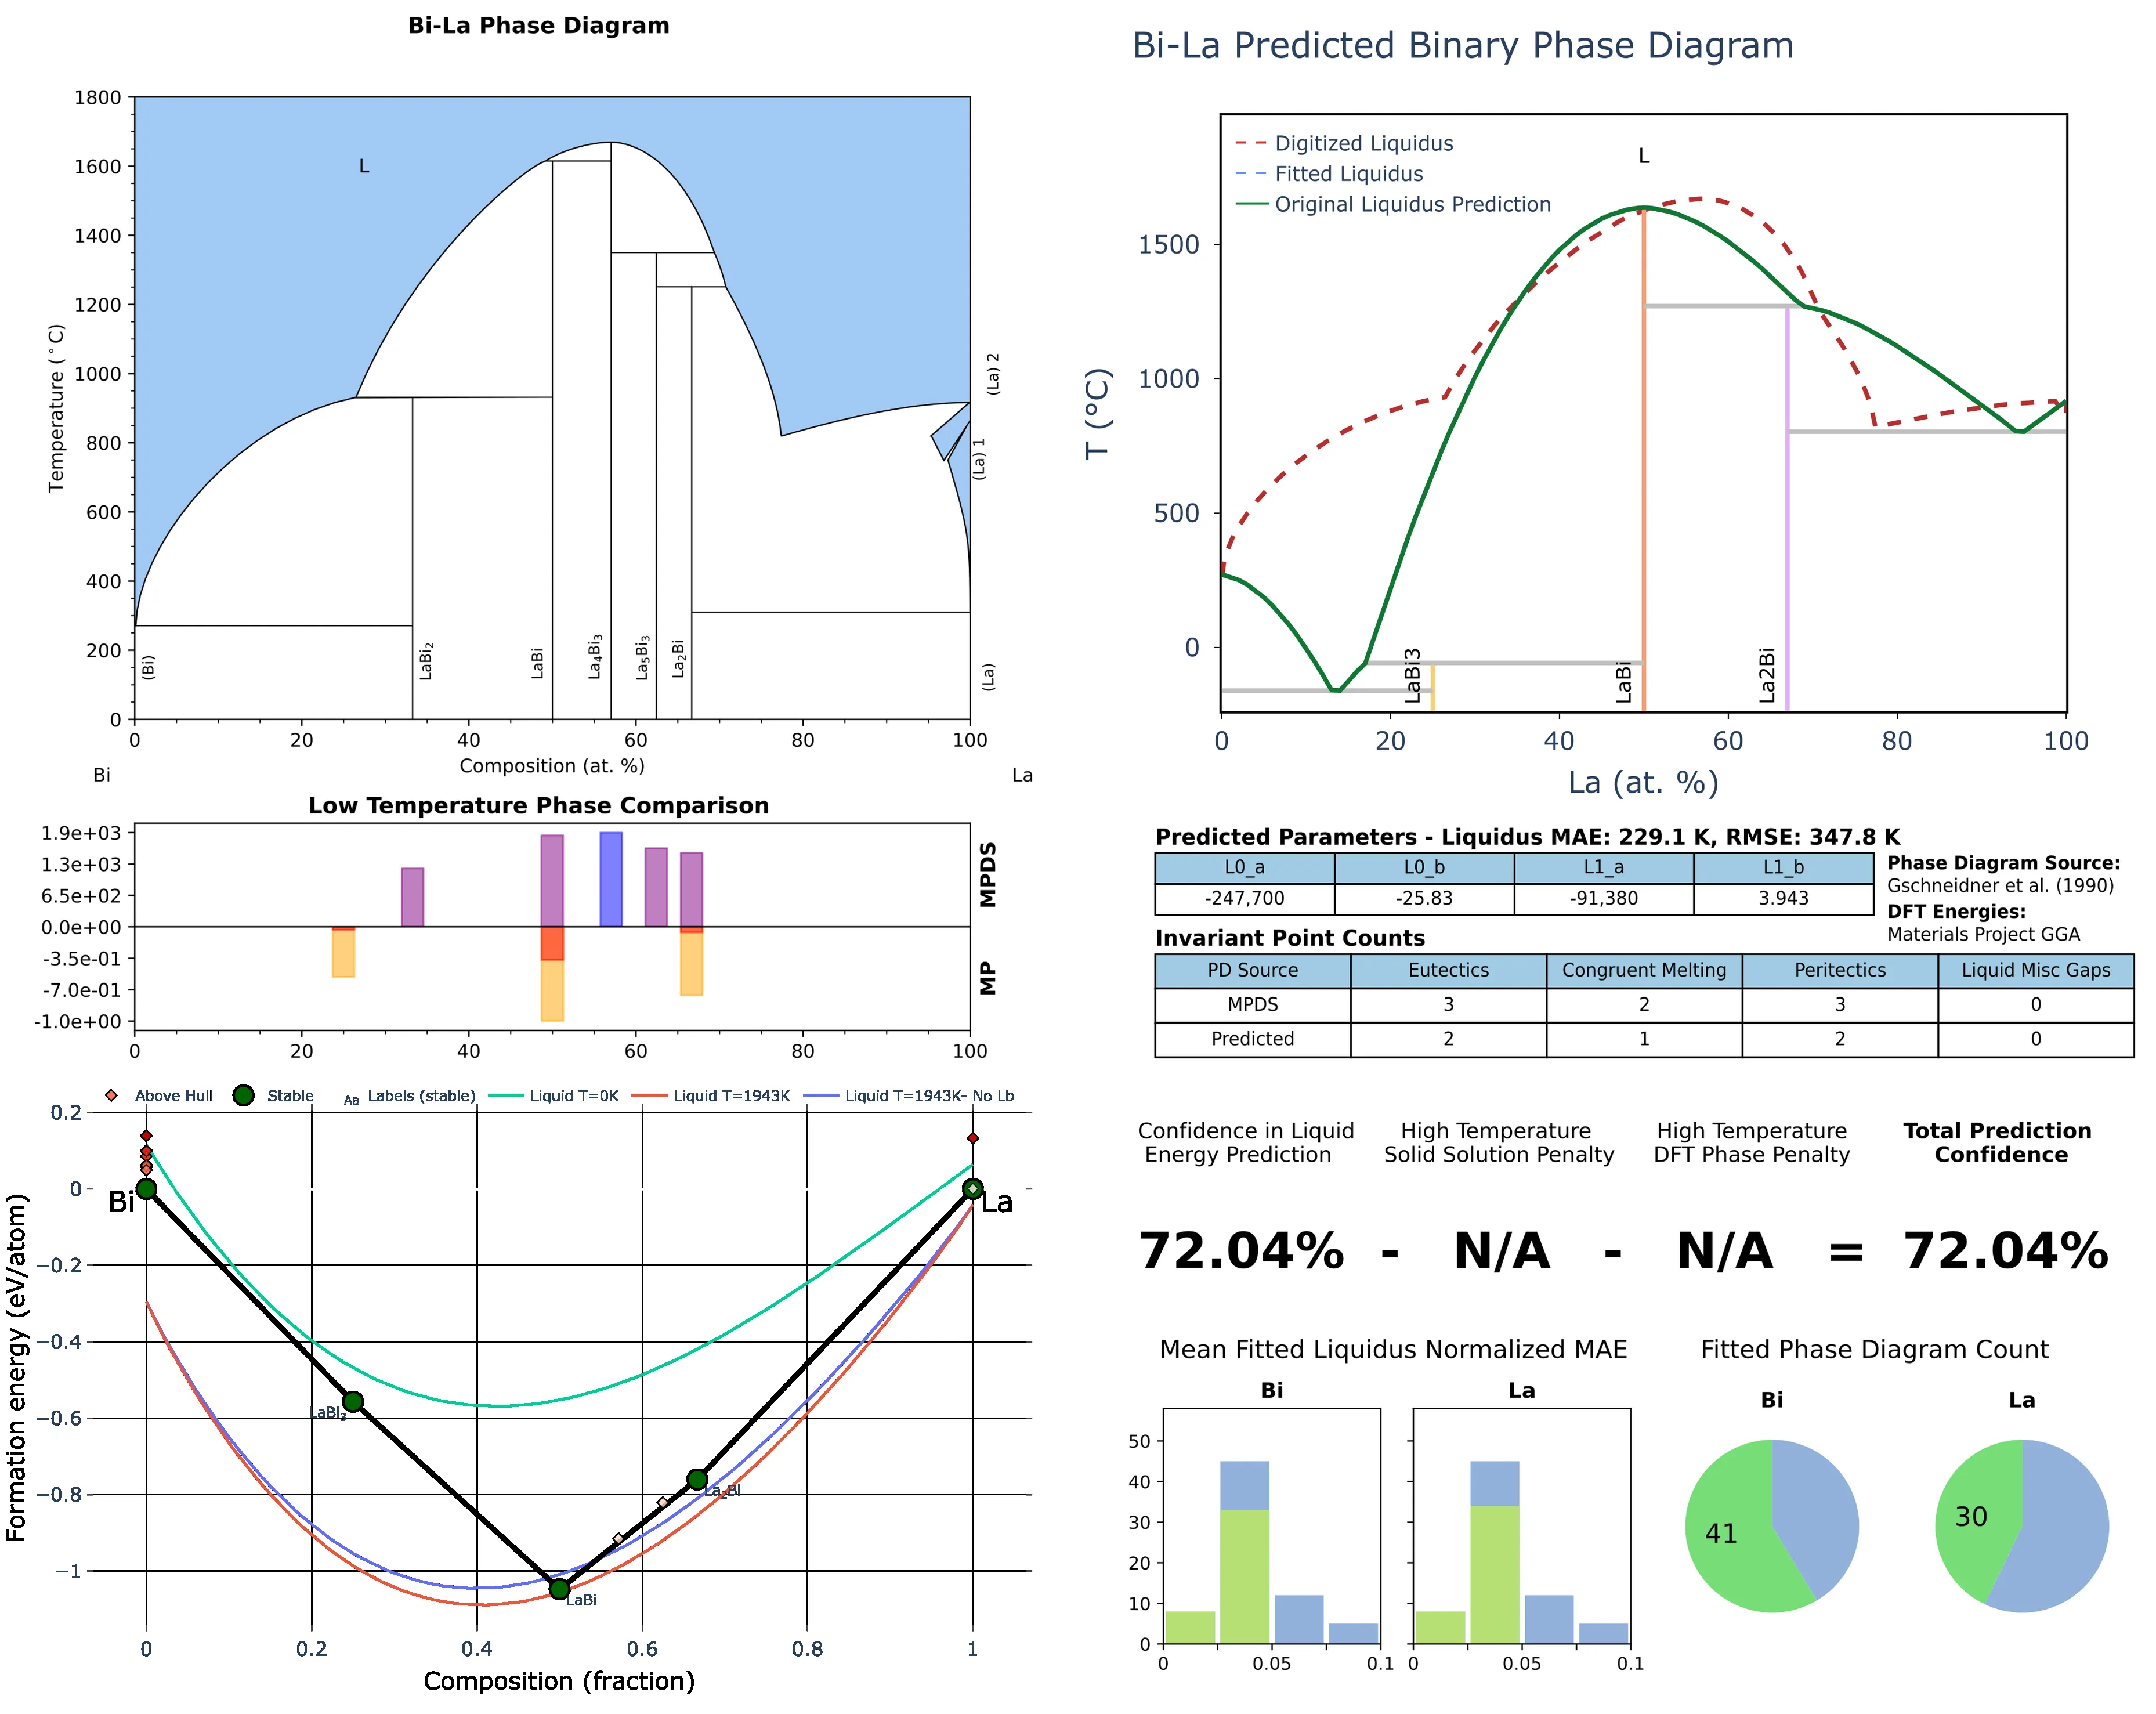 Bi-La Phase Diagram
1800
1600
1400
1200
1000
800
600
400
200
0
Temperature (°C)
L
(La) 2
(La) 1
(Bi)
LaBi₂
LaBi
La₄Bi₃
La₅Bi₃
La₂Bi
(La)
0 20 40 60 80 100
Composition (at. %)
Bi La
Low Temperature Phase Comparison
1.9e+03
1.3e+03
6.5e+02
0.0e+00
-3.5e-01
-7.0e-01
-1.0e+00
MPDS
MP
0 20 40 60 80 100
Above Hull Stable Aa Labels (stable) Liquid T=0K Liquid T=1943K Liquid T=1943K- No Lb
0.2
0
−0.2
−0.4
−0.6
−0.8
−1
Formation energy (eV/atom)
Bi
La
LaBi₃
La₂Bi
LaBi
0 0.2 0.4 0.6 0.8 1
Composition (fraction)
Bi-La Predicted Binary Phase Diagram
Digitized Liquidus
Fitted Liquidus
Original Liquidus Prediction
L
1500
1000
500
0
T (°C)
LaBi3
LaBi
La2Bi
0 20 40 60 80 100
La (at. %)
Predicted Parameters - Liquidus MAE: 229.1 K, RMSE: 347.8 K
L0_a L0_b L1_a L1_b
-247,700 -25.83 -91,380 3.943
Phase Diagram Source:
Gschneidner et al. (1990)
DFT Energies:
Materials Project GGA
Invariant Point Counts
PD Source Eutectics Congruent Melting Peritectics Liquid Misc Gaps
MPDS 3 2 3 0
Predicted 2 1 2 0
Confidence in Liquid
Energy Prediction
High Temperature
Solid Solution Penalty
High Temperature
DFT Phase Penalty
Total Prediction
Confidence
72.04% - N/A - N/A = 72.04%
Mean Fitted Liquidus Normalized MAE
Bi La
50
40
30
20
10
0
0 0.05 0.1
0 0.05 0.1
Fitted Phase Diagram Count
Bi La
41
30